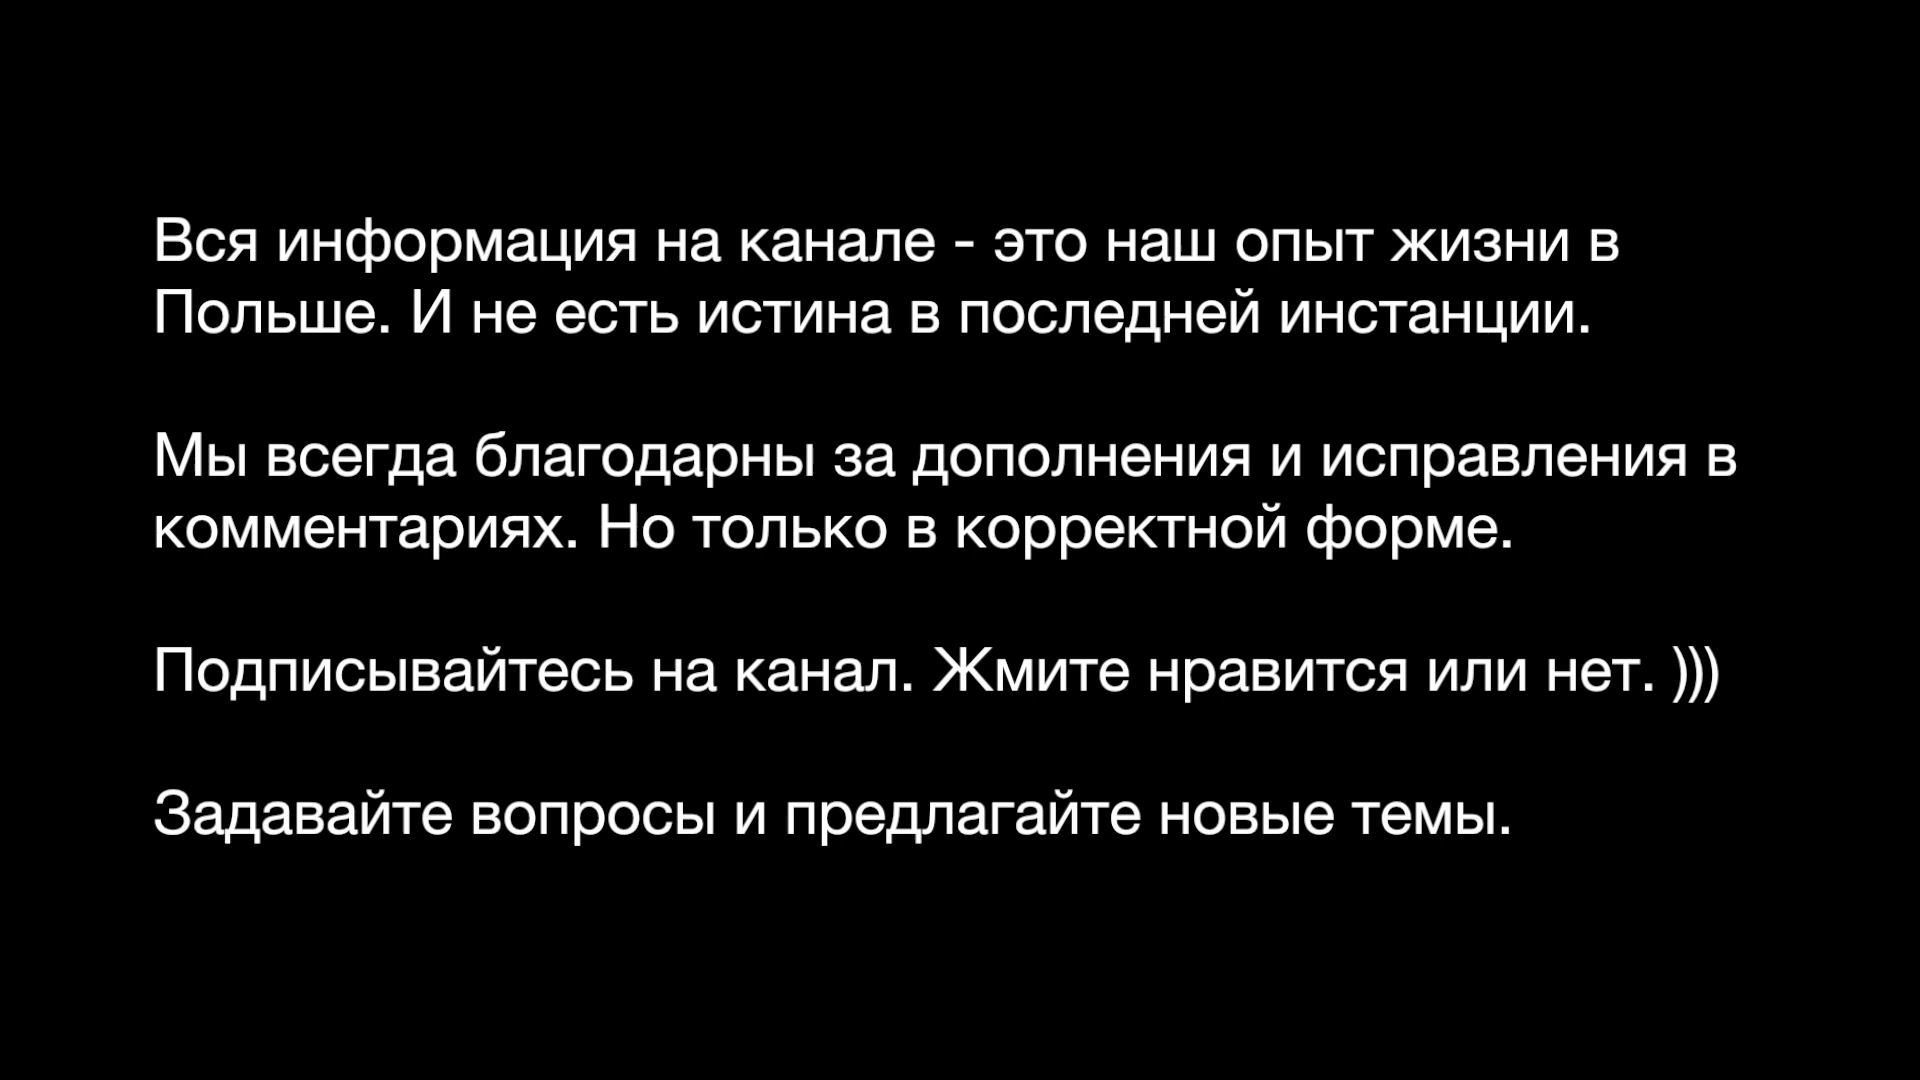 Вся информация на канале - это наш опыт жизни в
Польше. И не есть истина в последней инстанции.
Мы всегда благодарны за дополнения и исправления в
комментариях. Но только в корректной форме.
Подписывайтесь на канал. Жмите нравится или нет. )))
Задавайте вопросы и предлагайте новые темы.